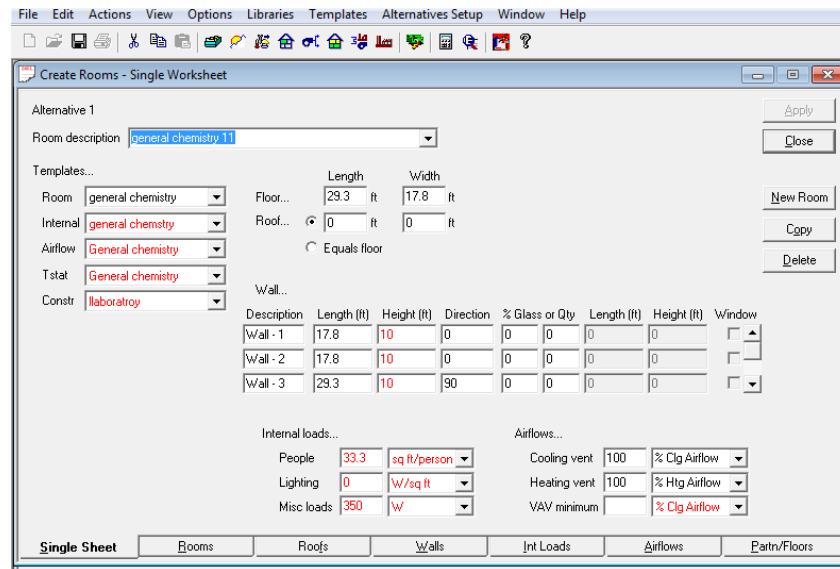 File Edit Actions View Options Libraries Templates Alternatives Setup Window Help
Create Rooms - Single Worksheet
Alternative 1
Apply
Room description general chemistry 11
Close
Templates...
Length Width
Room general chemistry
Floor... 29.3 ft 17.8 ft
New Room
Internal general chemstry
Roof... 0 ft 0 ft
Copy
Airflow General chemistry
Equals floor
Delete
Tstat General chemistry
Constr llaboratroy
Wall...
Description Length (ft) Height (ft) Direction % Glass or Qty Length (ft) Height (ft) Window
Wall - 1 17.8 10 0 0 0 0 0
Wall - 2 17.8 10 0 0 0 0 0
Wall - 3 29.3 10 90 0 0 0 0
Internal loads... Airflows...
People 33.3 sq ft/person Cooling vent 100 % Clg Airflow
Lighting 0 W/sq ft Heating vent 100 % Htg Airflow
Misc loads 350 W VAV minimum % Clg Airflow
Single Sheet Rooms Roofs Walls Int Loads Airflows Partn/Floors